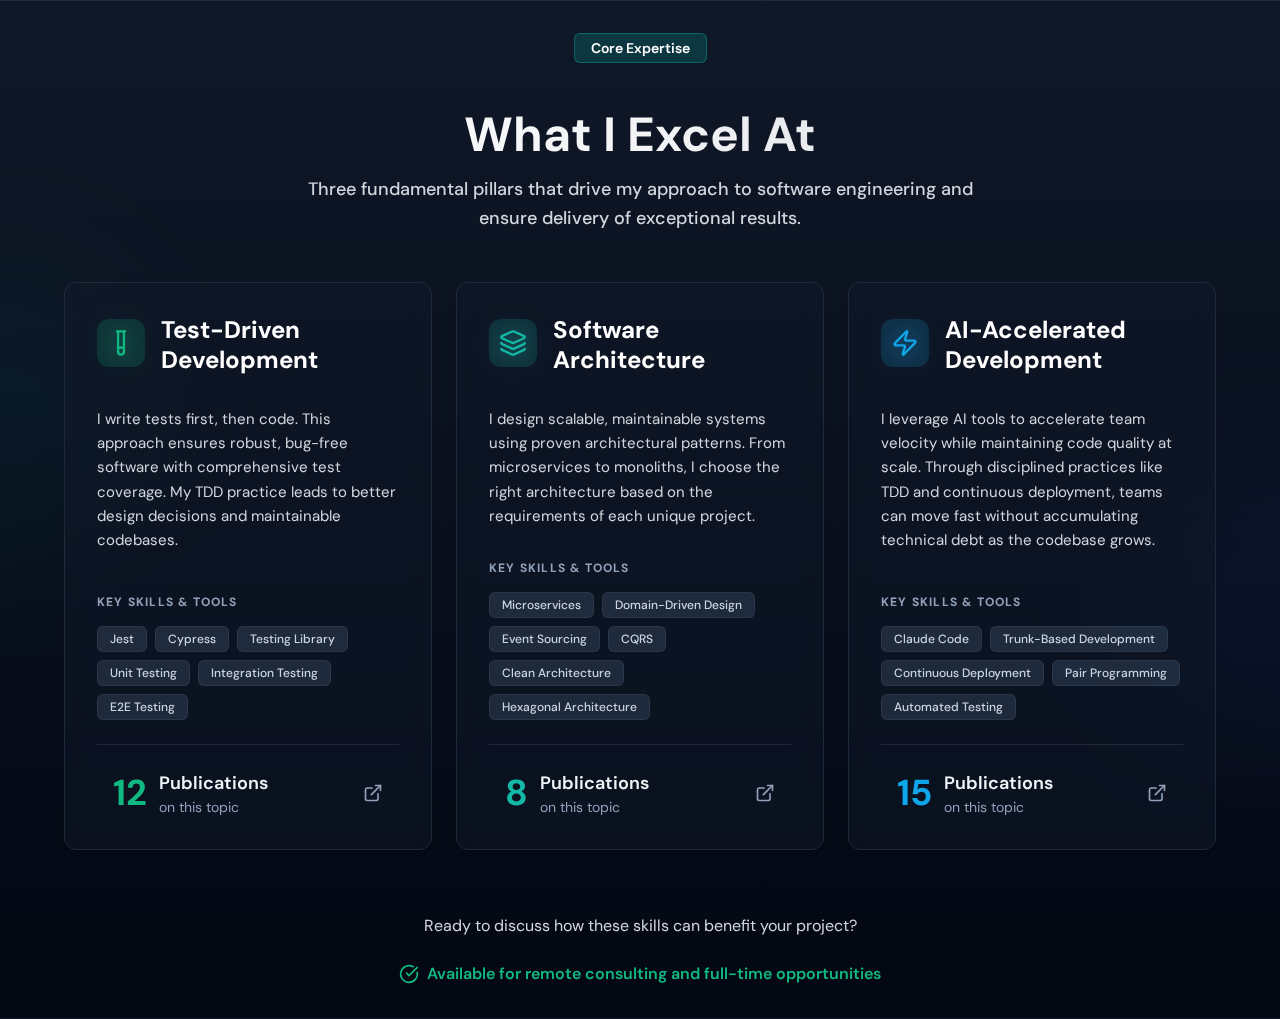 Core Expertise
What I Excel At
Three fundamental pillars that drive my approach to software engineering and
ensure delivery of exceptional results.
Test-Driven
Development
I write tests first, then code. This
approach ensures robust, bug-free
software with comprehensive test
coverage. My TDD practice leads to better
design decisions and maintainable
codebases.
KEY SKILLS & TOOLS
Jest Cypress Testing Library
Unit Testing Integration Testing
E2E Testing
12 Publications
on this topic
Software
Architecture
I design scalable, maintainable systems
using proven architectural patterns. From
microservices to monoliths, I choose the
right architecture based on the
requirements of each unique project.
KEY SKILLS & TOOLS
Microservices Domain-Driven Design
Event Sourcing CQRS
Clean Architecture
Hexagonal Architecture
8 Publications
on this topic
AI-Accelerated
Development
I leverage AI tools to accelerate team
velocity while maintaining code quality at
scale. Through disciplined practices like
TDD and continuous deployment, teams
can move fast without accumulating
technical debt as the codebase grows.
KEY SKILLS & TOOLS
Claude Code Trunk-Based Development
Continuous Deployment Pair Programming
Automated Testing
15 Publications
on this topic
Ready to discuss how these skills can benefit your project?
Available for remote consulting and full-time opportunities